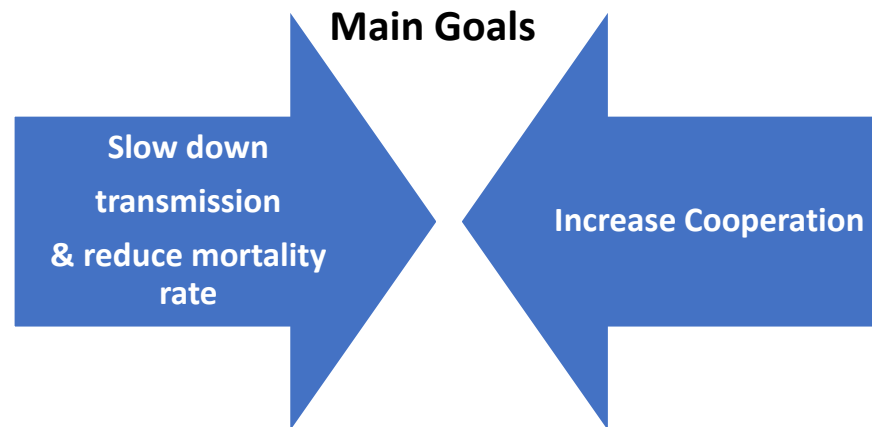 Main Goals
Slow down
transmission
& reduce mortality
rate
Increase Cooperation